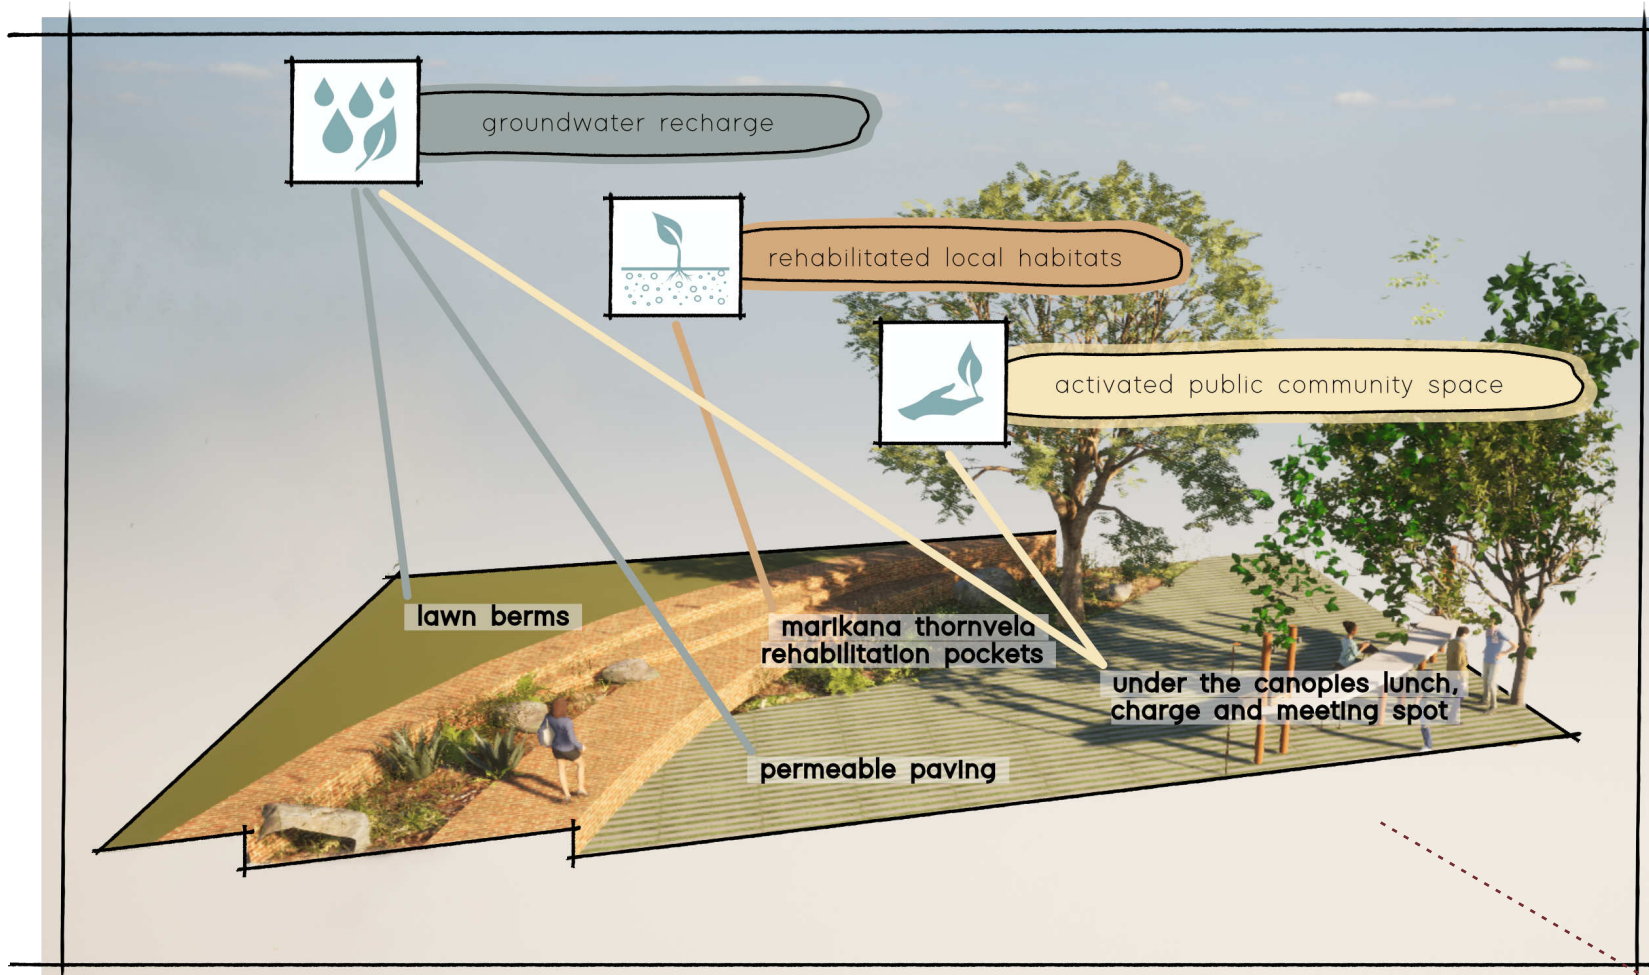 groundwater recharge
rehabilitated local habitats
activated public community space
lawn berms
marikana thornvela
rehabilitation pockets
under the canopies lunch,
charge and meeting spot
permeable paving